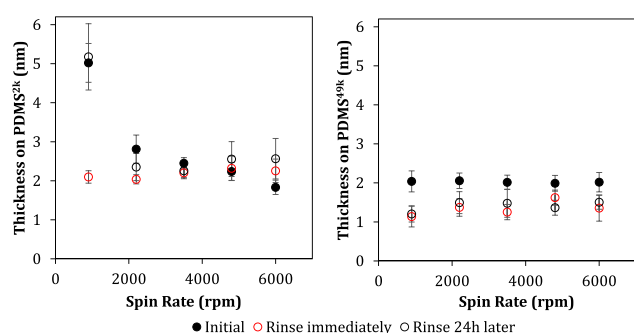 Thickness on PDMS²ᵏ (nm)
6
5
4
3
2
1
0
0 2000 4000 6000
Spin Rate (rpm)
Thickness on PDMS⁴⁹ᵏ (nm)
6
5
4
3
2
1
0
0 2000 4000 6000
Spin Rate (rpm)
Initial Rinse immediately Rinse 24h later